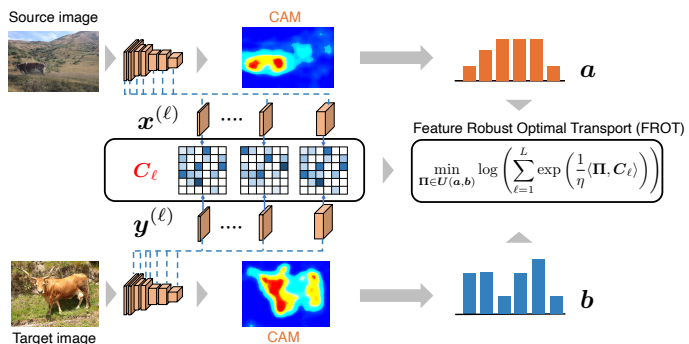 Source image
CAM
a
x^{(ℓ)}
....
Feature Robust Optimal Transport (FROT)
C_ℓ
min_{Π∈U(a,b)} log ( ∑_{ℓ=1}^{L} exp ( 1/η ⟨Π, C_ℓ⟩ ) )
y^{(ℓ)}
....
b
Target image
CAM